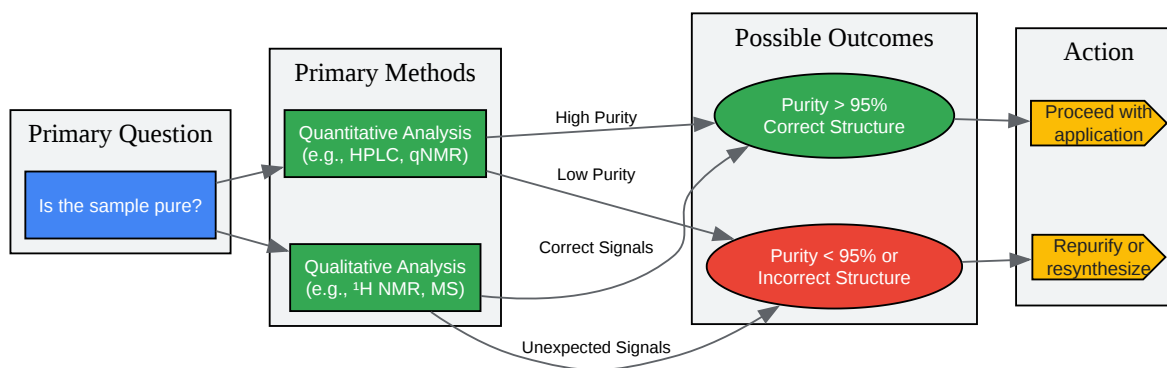 Primary Question
Is the sample pure?
Primary Methods
Quantitative Analysis
(e.g., HPLC, qNMR)
Qualitative Analysis
(e.g., ¹H NMR, MS)
High Purity
Low Purity
Correct Signals
Unexpected Signals
Possible Outcomes
Purity > 95%
Correct Structure
Purity < 95% or
Incorrect Structure
Action
Proceed with
application
Repurify or
resynthesize